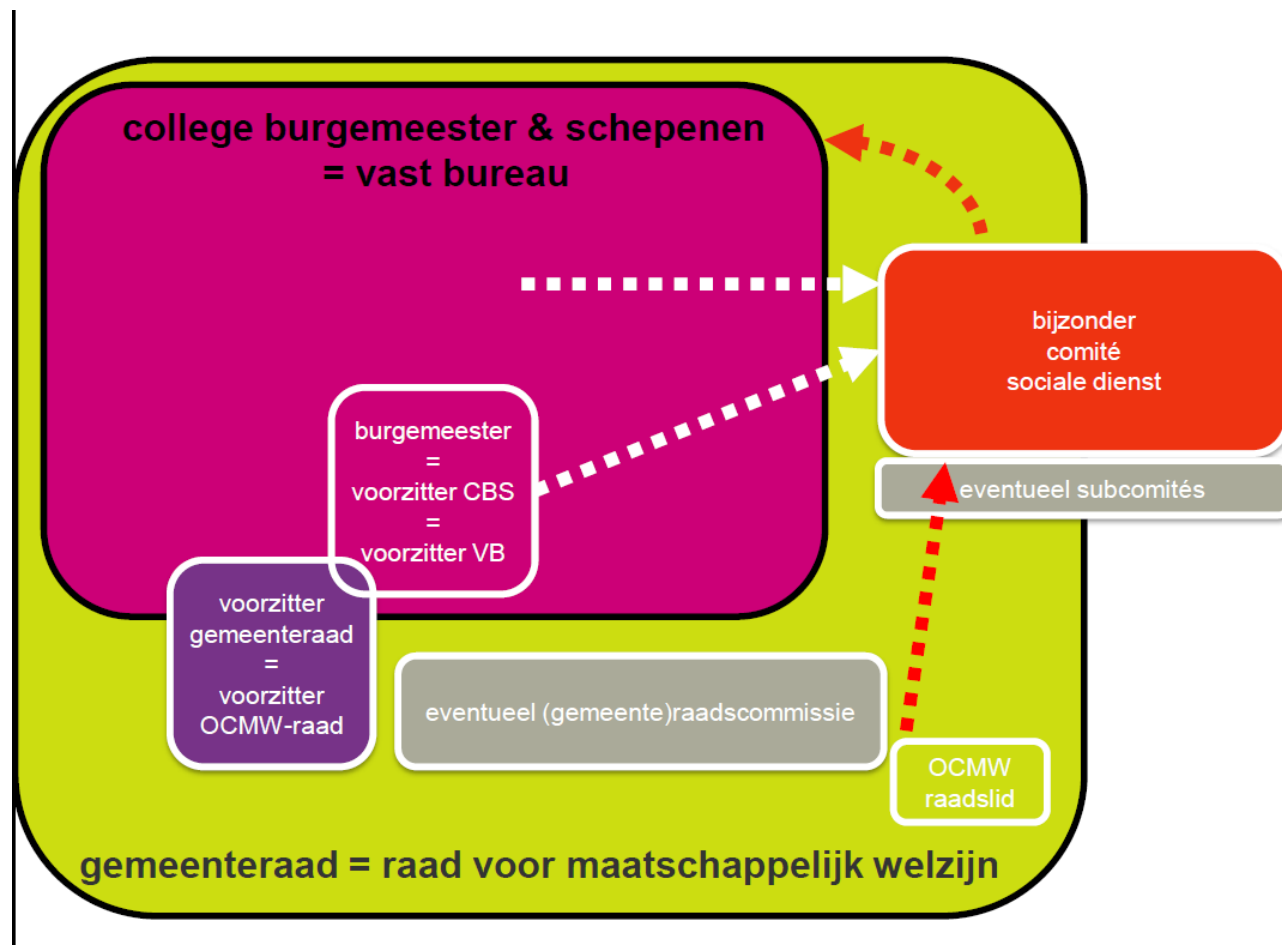 college burgemeester & schepenen
= vast bureau
bijzonder
comité
sociale dienst
eventueel subcomités
burgemeester
=
voorzitter CBS
=
voorzitter VB
voorzitter
gemeenteraad
=
voorzitter
OCMW-raad
eventueel (gemeente)raadscommissie
OCMW
raadslid
gemeenteraad = raad voor maatschappelijk welzijn